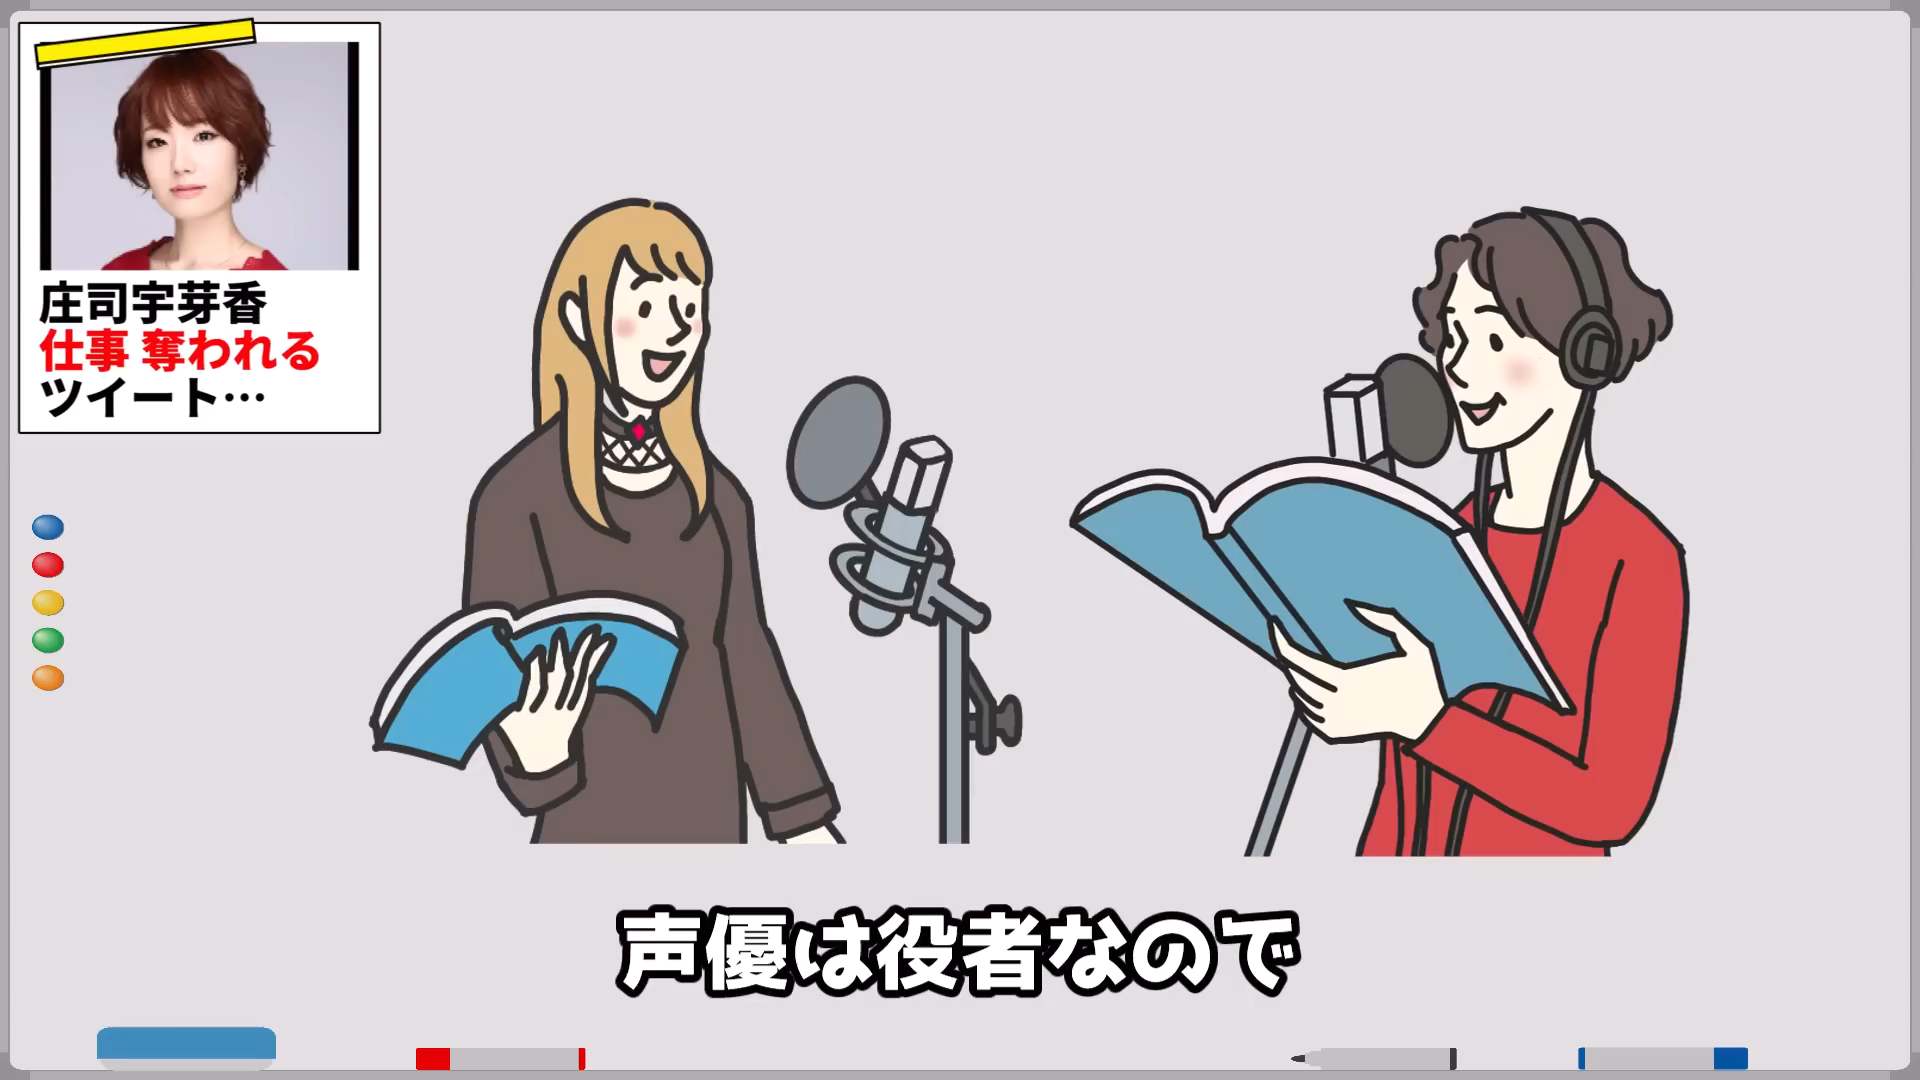 庄司宇芽香
仕事 奪われる
ツイート…
声優は役者なので